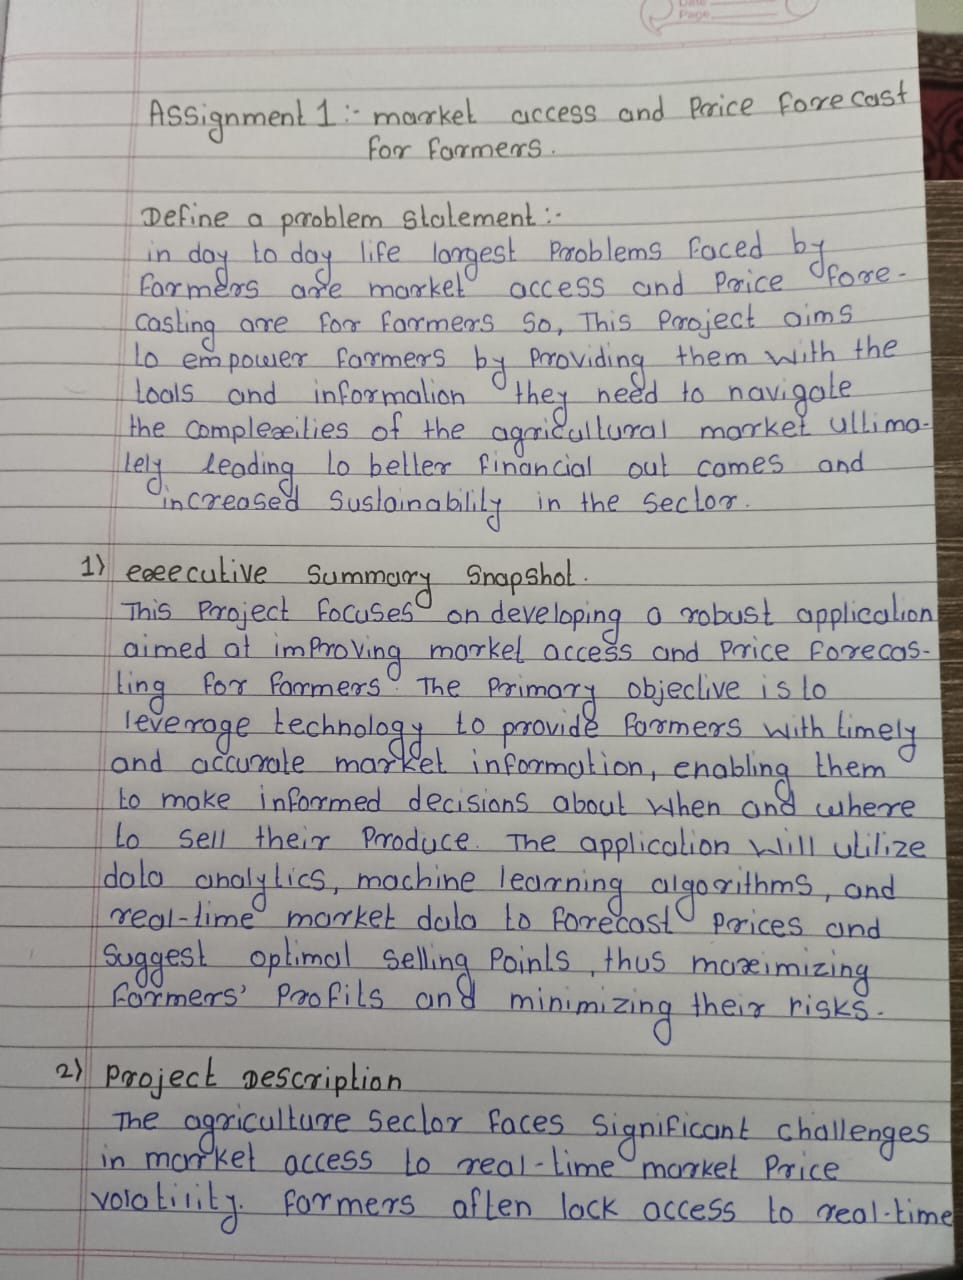 Date
Page
Assignment 1 :- market access and Price forecast
for farmers.
Define a problem statement :-
in day to day life largest Problems faced by
farmers are market access and Price fore-
casting are for farmers So, This Project aims
to empower farmers by Providing them with the
tools and information they need to navigate
the complexities of the agricultural market ultima-
tely leading to better financial out comes and
increased Sustainability in the Sector.
1) executive Summary Snapshot.
This Project focuses on developing a robust application
aimed at improving market access and Price Forecas-
ting for farmers. The Primary objective is to
leverage technology to provide farmers with timely
and accurate market information, enabling them
to make informed decisions about when and where
to sell their Produce. The application will utilize
data analytics, machine learning algorithms, and
real-time market data to forecast Prices and
Suggest optimal Selling Points, thus maximizing
farmers' Profits and minimizing their risks.
2) Project Description
The agriculture Sector faces Significant challenges
in market access to real-time market Price
volatility. farmers often lack access to real-time